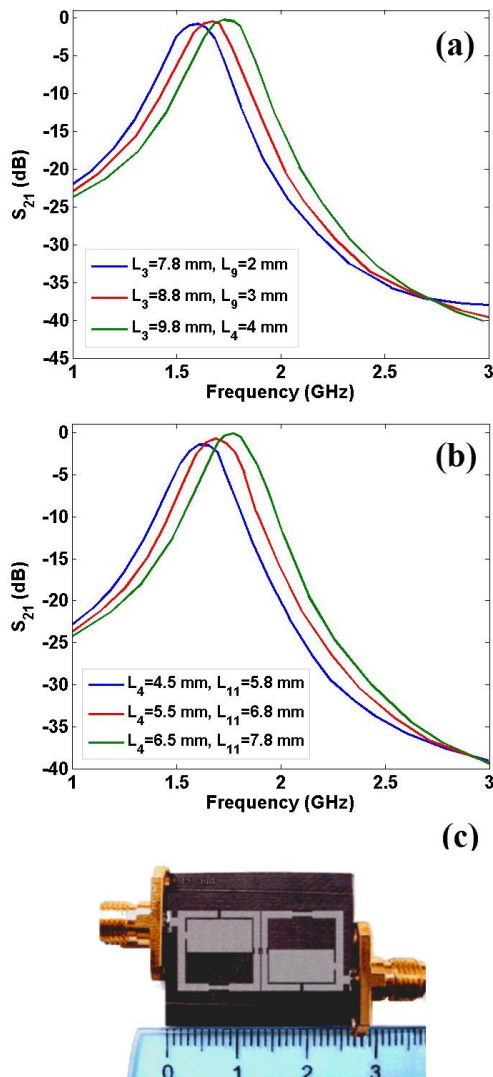 0
-5
-10
-15
-20
-25
-30
-35
-40
-45
S21 (dB)
(a)
L3=7.8 mm, L9=2 mm
L3=8.8 mm, L9=3 mm
L3=9.8 mm, L4=4 mm
1 1.5 2 2.5 3
Frequency (GHz)
0
-5
-10
-15
-20
-25
-30
-35
-40
S21 (dB)
(b)
L4=4.5 mm, L11=5.8 mm
L4=5.5 mm, L11=6.8 mm
L4=6.5 mm, L11=7.8 mm
1 1.5 2 2.5 3
Frequency (GHz)
(c)
0 1 2 3